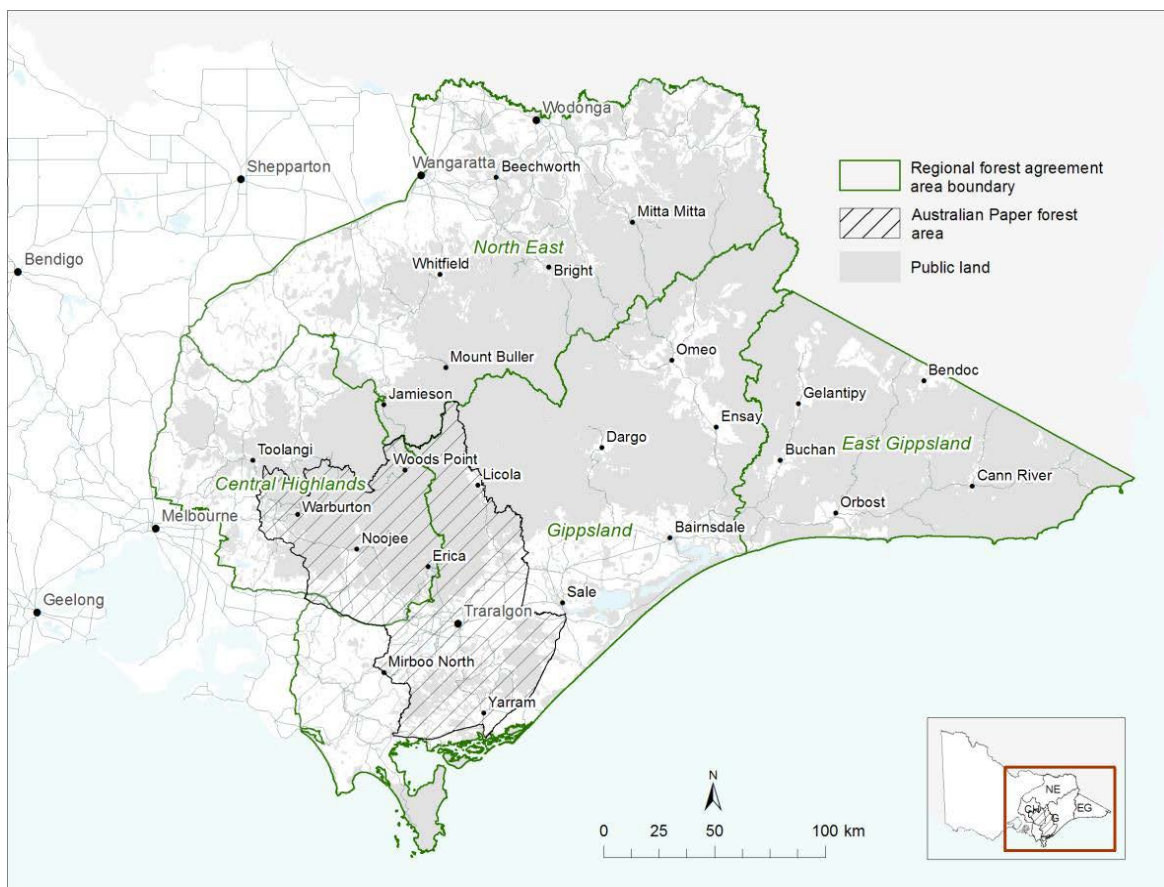 Wodonga
Shepparton
Wangaratta
Beechworth
Regional forest agreement
area boundary
Mitta Mitta
Australian Paper forest
area
North East
Bendigo
Whitfield
Bright
Public land
Mount Buller
Omeo
Bendoc
Jamieson
Gelantipy
Ensay
East Gippsland
Toolangi
Dargo
Buchan
Woods Point
Central Highlands
Licola
Cann River
Warburton
Orbost
Melbourne
Gippsland
Bairnsdale
Noojee
Erica
Sale
Geelong
Traralgon
Mirboo North
Yarram
N
0 25 50 100 km
NE
CH
G
EG